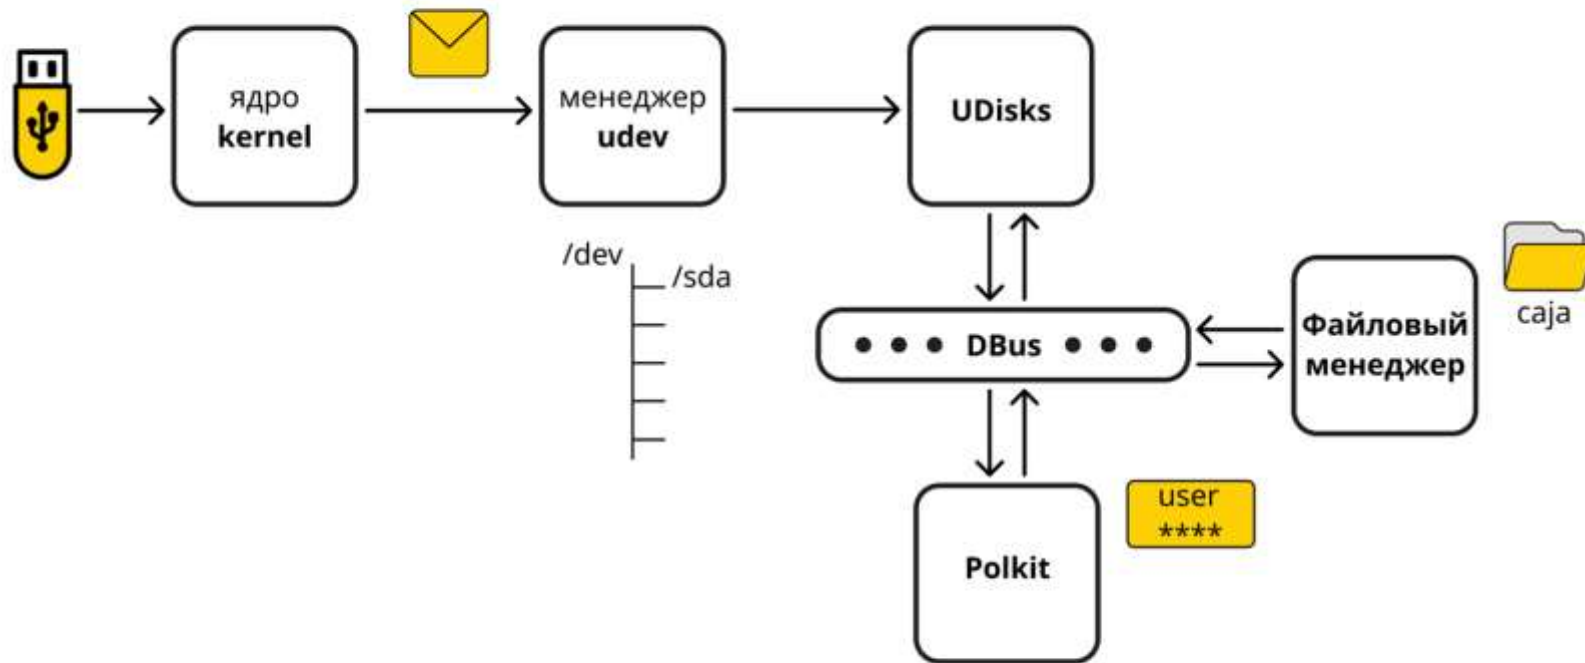 ядро
kernel
менеджер
udev
UDisks
/dev
/sda
DBus
Файловый
менеджер
caja
user
****
Polkit